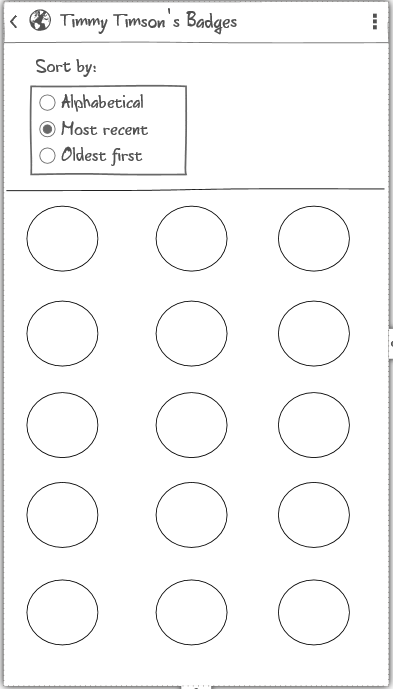 Timmy Timson's Badges
Sort by:
Alphabetical
Most recent
Oldest first